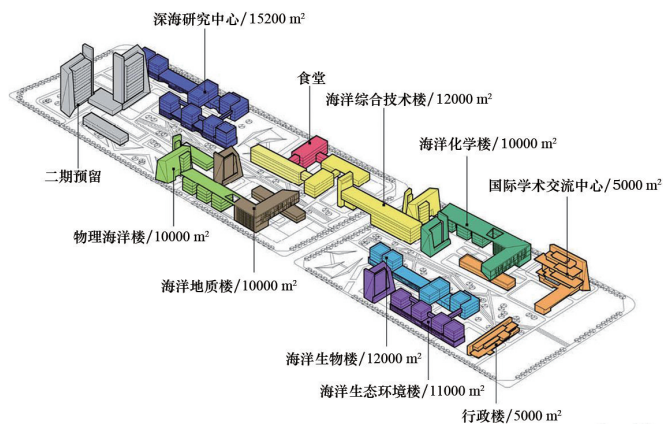 深海研究中心/15200 m²
食堂
海洋综合技术楼/12000 m²
海洋化学楼/10000 m²
国际学术交流中心/5000 m²
二期预留
物理海洋楼/10000 m²
海洋地质楼/10000 m²
海洋生物楼/12000 m²
海洋生态环境楼/11000 m²
行政楼/5000 m²